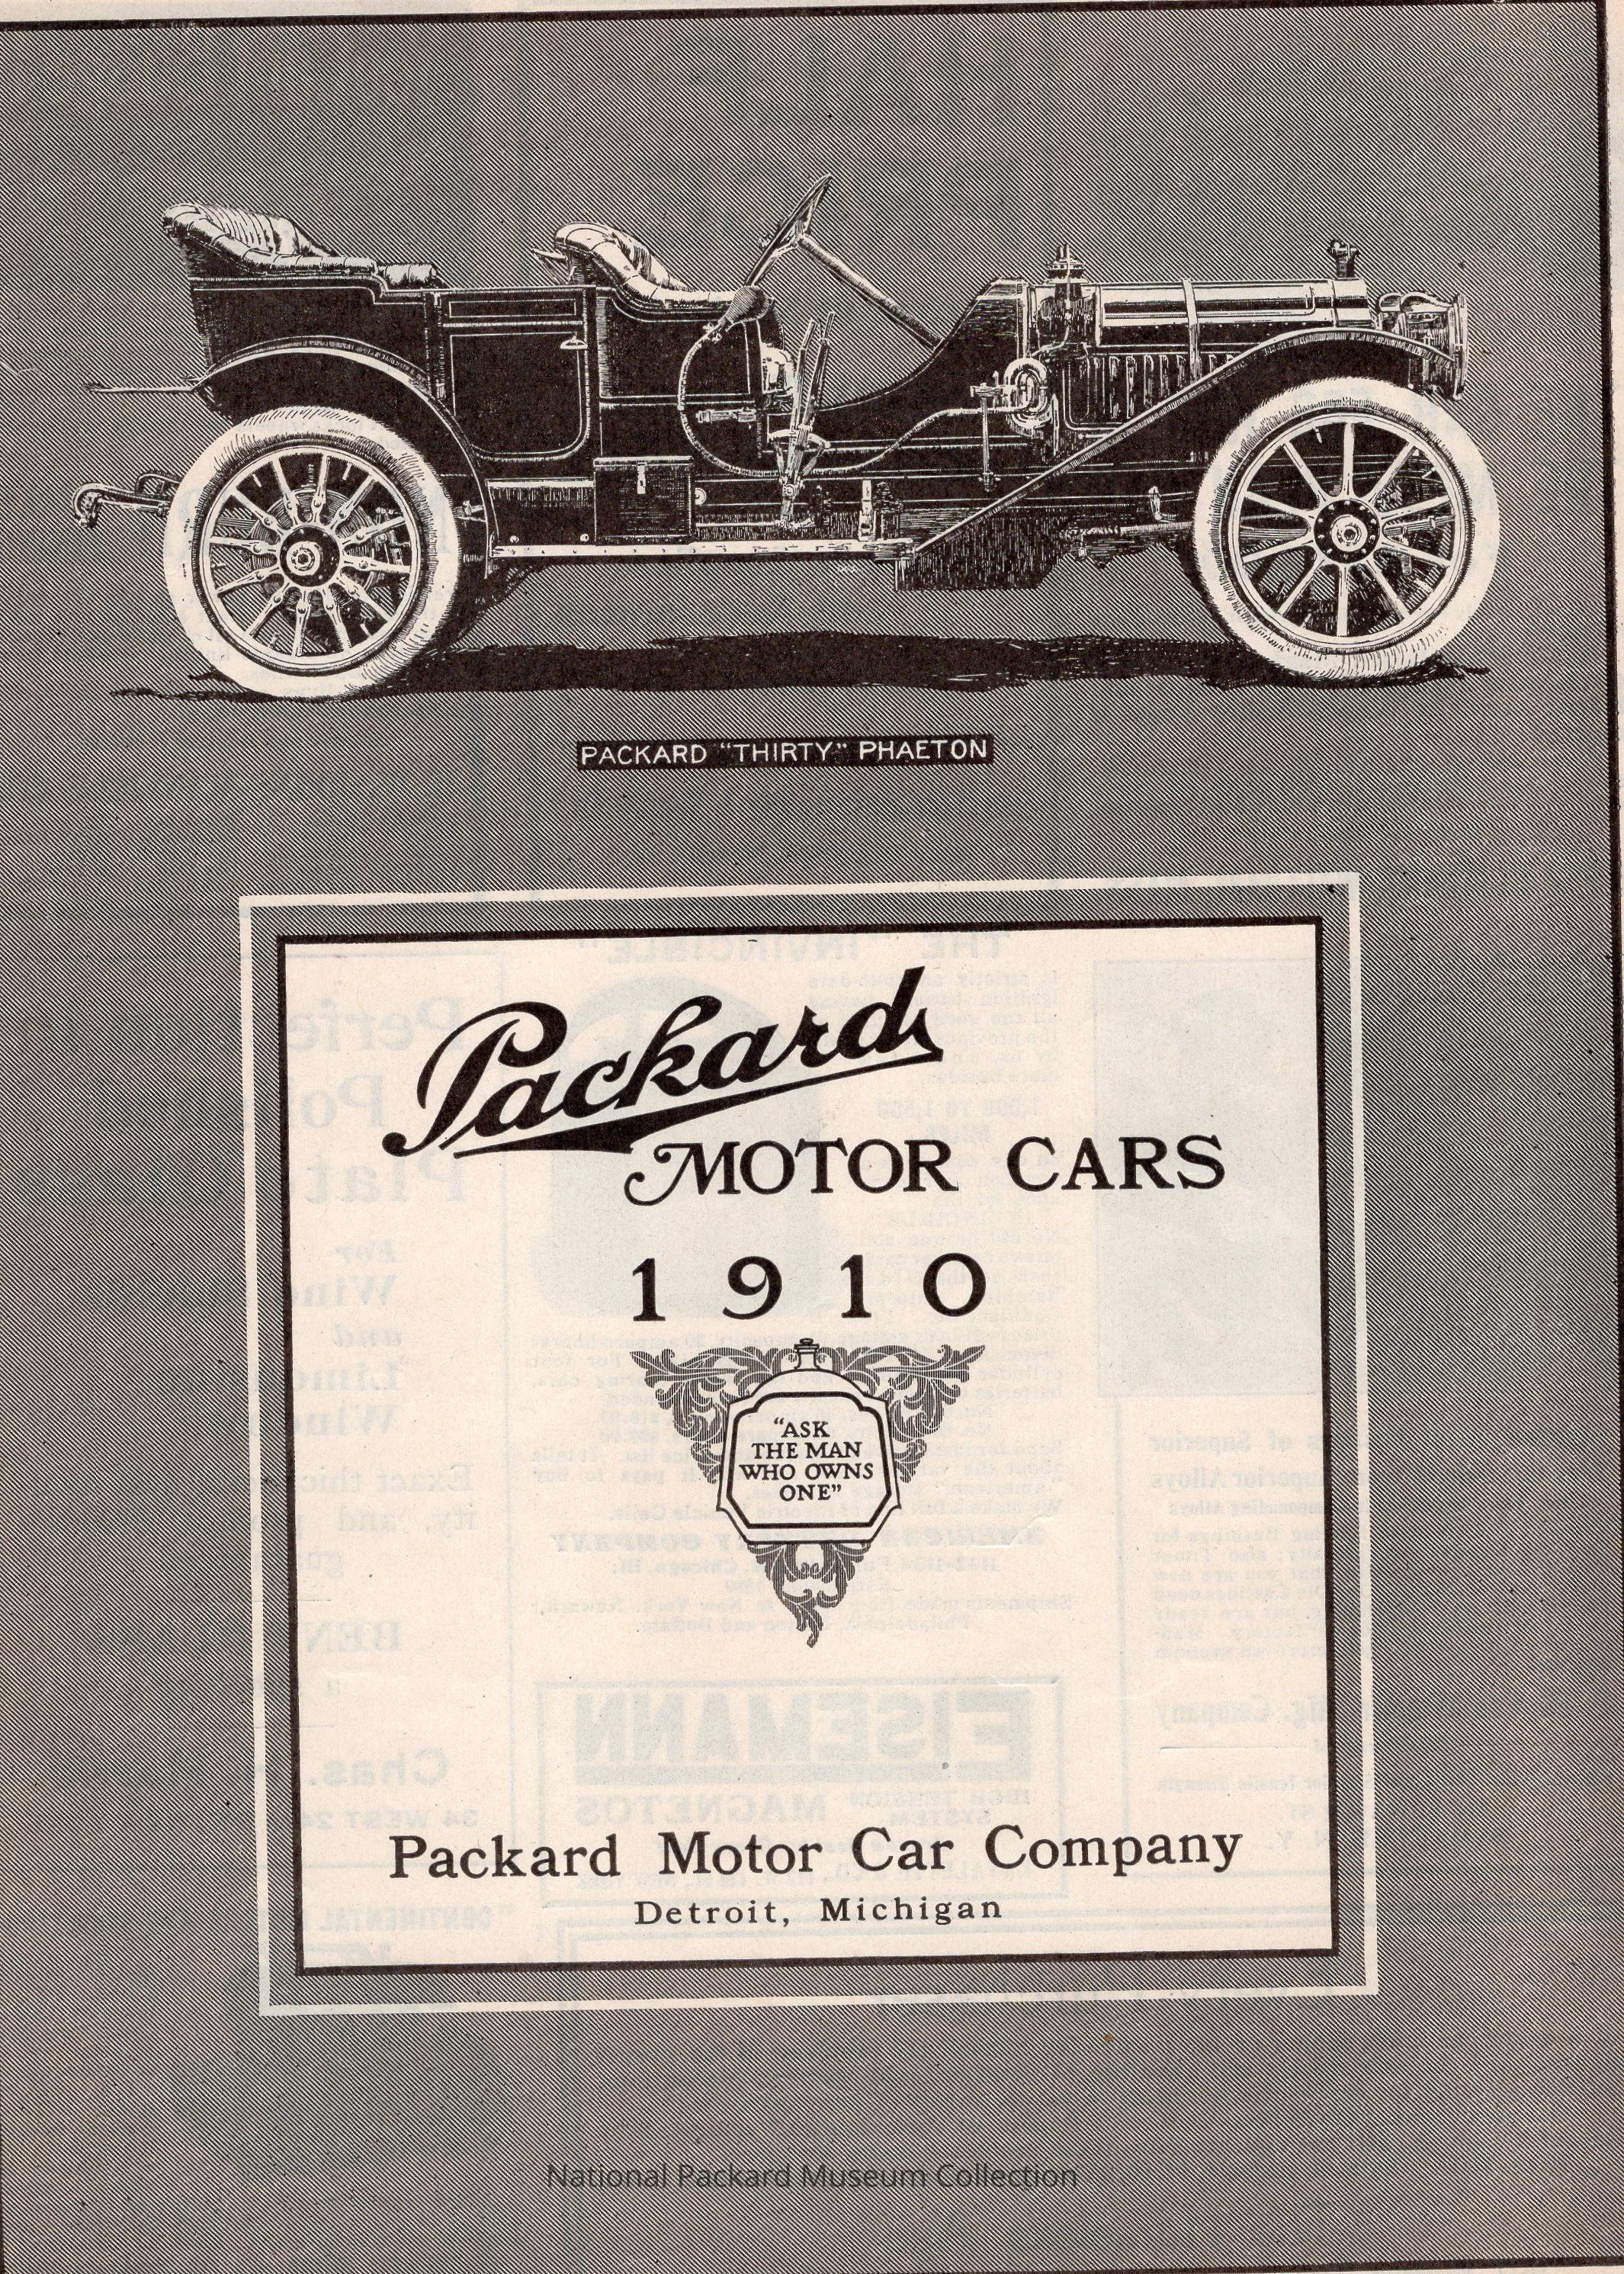 PACKARD "THIRTY" PHAETON
Packard
MOTOR CARS
1910
"ASK
THE MAN
WHO OWNS
ONE"
Packard Motor Car Company
Detroit, Michigan
National Packard Museum Collection